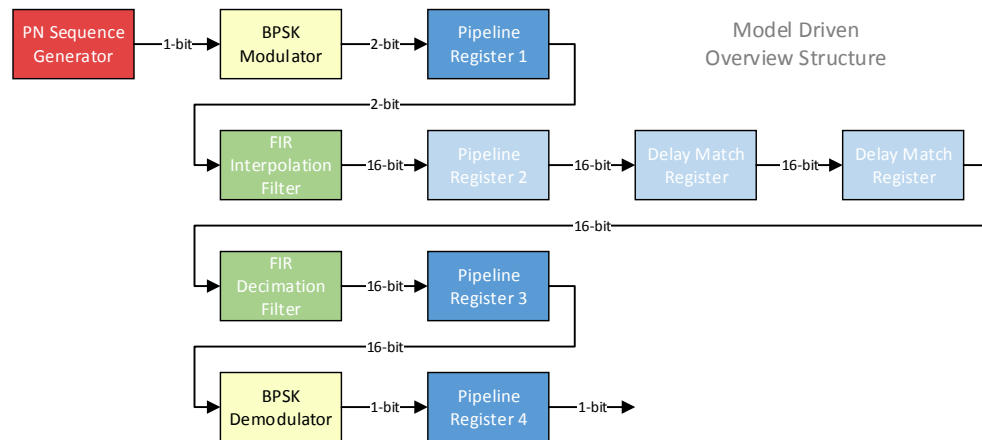 PN Sequence
Generator
1-bit
BPSK
Modulator
2-bit
Pipeline
Register 1
Model Driven
Overview Structure
2-bit
FIR
Interpolation
Filter
16-bit
Pipeline
Register 2
16-bit
Delay Match
Register
16-bit
Delay Match
Register
16-bit
FIR
Decimation
Filter
16-bit
Pipeline
Register 3
16-bit
BPSK
Demodulator
1-bit
Pipeline
Register 4
1-bit